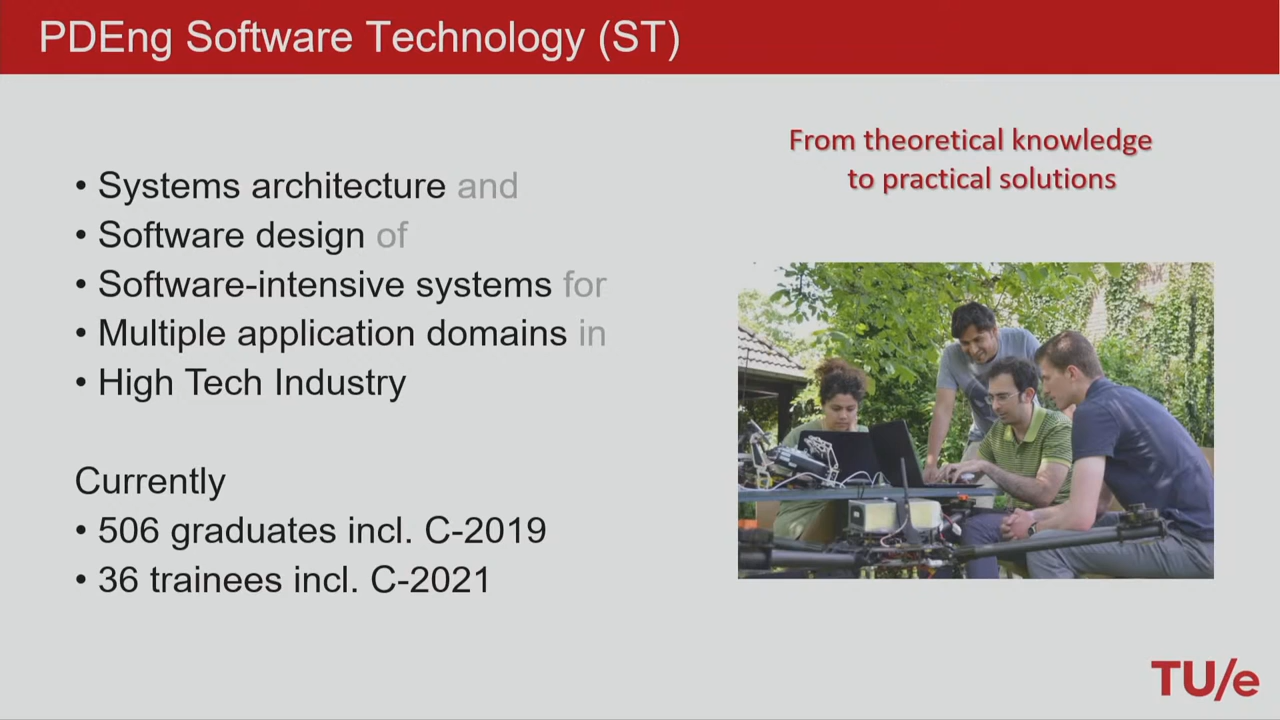 PDEng Software Technology (ST)
From theoretical knowledge
to practical solutions
• Systems architecture and
• Software design of
• Software-intensive systems for
• Multiple application domains in
• High Tech Industry
Currently
• 506 graduates incl. C-2019
• 36 trainees incl. C-2021
TU/e